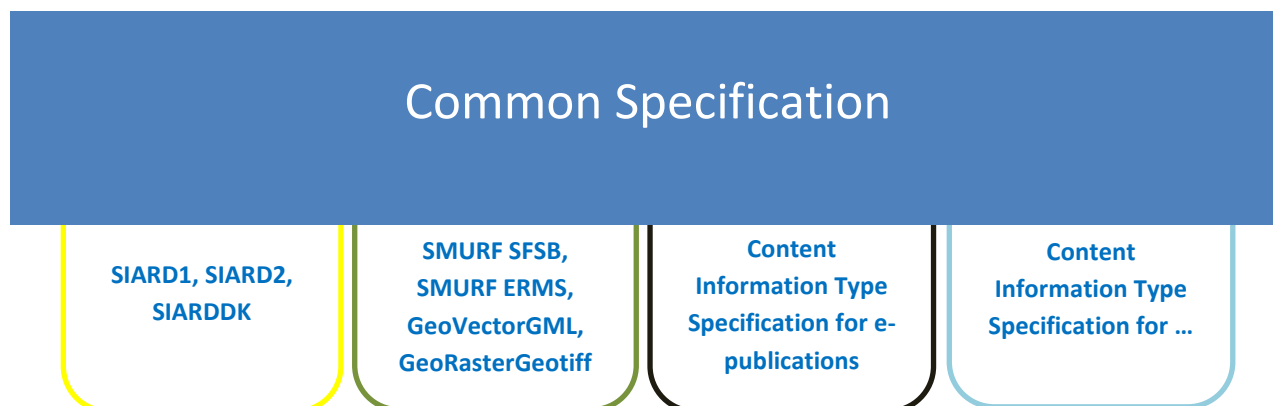 Common Specification
SIARD1, SIARD2,
SIARDDK
SMURF SFSB,
SMURF ERMS,
GeoVectorGML,
GeoRasterGeotiff
Content
Information Type
Specification for e-
publications
Content
Information Type
Specification for …